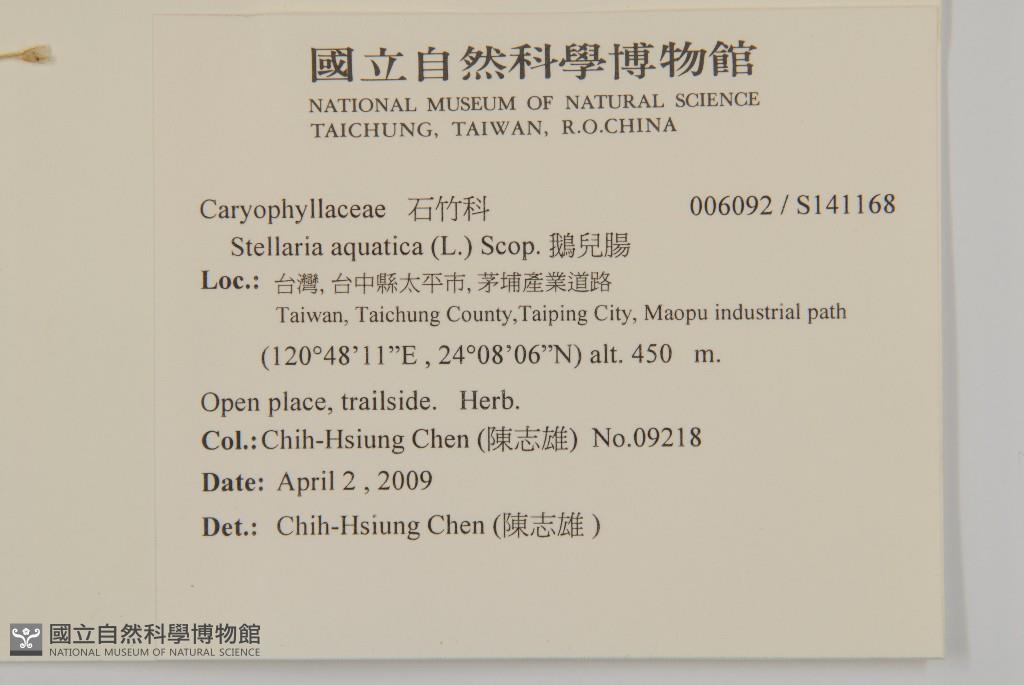 國立自然科學博物館
NATIONAL MUSEUM OF NATURAL SCIENCE
TAICHUNG, TAIWAN, R.O.CHINA
Caryophyllaceae 石竹科 006092 / S141168
Stellaria aquatica (L.) Scop. 鵝兒腸
Loc.: 台灣, 台中縣太平市, 茅埔產業道路
Taiwan, Taichung County,Taiping City, Maopu industrial path
(120°48’11”E , 24°08’06”N) alt. 450 m.
Open place, trailside. Herb.
Col.:Chih-Hsiung Chen (陳志雄) No.09218
Date: April 2 , 2009
Det.: Chih-Hsiung Chen (陳志雄 )
國立自然科學博物館
NATIONAL MUSEUM OF NATURAL SCIENCE